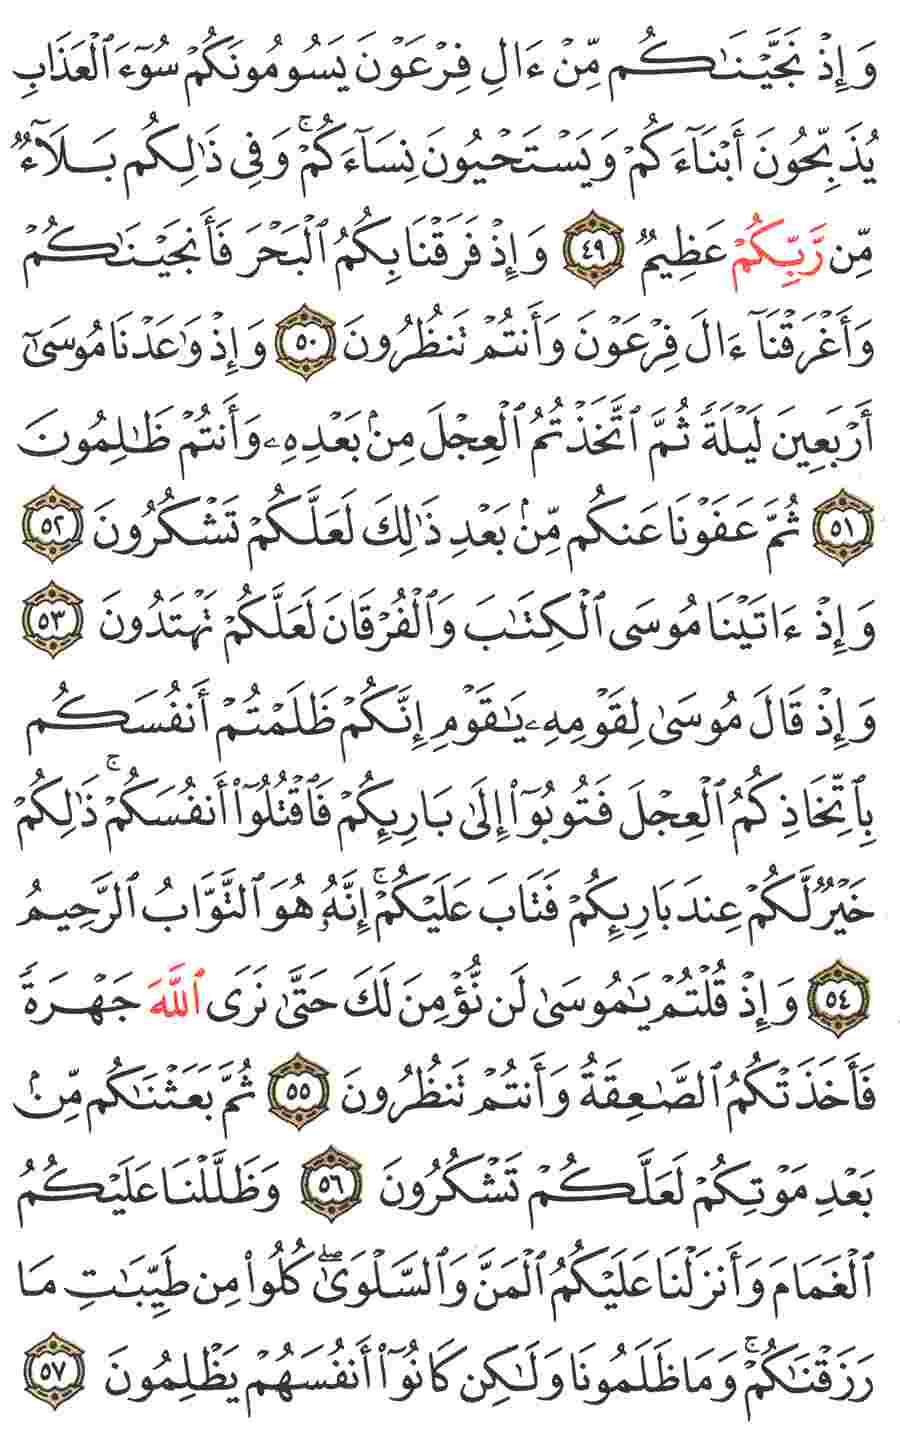 وَإِذْ نَجَّيْنَـٰكُم مِّنْ ءَالِ فِرْعَوْنَ يَسُومُونَكُمْ سُوٓءَ ٱلْعَذَابِ
يُذَبِّحُونَ أَبْنَآءَكُمْ وَيَسْتَحْيُونَ نِسَآءَكُمْ ۚ وَفِى ذَٰلِكُم بَلَآءٌ
مِّن رَّبِّكُمْ عَظِيمٌ ٤٩ وَإِذْ فَرَقْنَا بِكُمُ ٱلْبَحْرَ فَأَنجَيْنَـٰكُمْ
وَأَغْرَقْنَآ ءَالَ فِرْعَوْنَ وَأَنتُمْ تَنظُرُونَ ٥٠ وَإِذْ وَٰعَدْنَا مُوسَىٰٓ
أَرْبَعِينَ لَيْلَةً ثُمَّ ٱتَّخَذْتُمُ ٱلْعِجْلَ مِنۢ بَعْدِهِۦ وَأَنتُمْ ظَـٰلِمُونَ
٥١ ثُمَّ عَفَوْنَا عَنكُم مِّنۢ بَعْدِ ذَٰلِكَ لَعَلَّكُمْ تَشْكُرُونَ ٥٢
وَإِذْ ءَاتَيْنَا مُوسَى ٱلْكِتَـٰبَ وَٱلْفُرْقَانَ لَعَلَّكُمْ تَهْتَدُونَ ٥٣
وَإِذْ قَالَ مُوسَىٰ لِقَوْمِهِۦ يَـٰقَوْمِ إِنَّكُمْ ظَلَمْتُمْ أَنفُسَكُم
بِٱتِّخَاذِكُمُ ٱلْعِجْلَ فَتُوبُوٓا۟ إِلَىٰ بَارِئِكُمْ فَٱقْتُلُوٓا۟ أَنفُسَكُمْ ۚ ذَٰلِكُمْ
خَيْرٌ لَّكُمْ عِندَ بَارِئِكُمْ فَتَابَ عَلَيْكُمْ ۚ إِنَّهُۥ هُوَ ٱلتَّوَّابُ ٱلرَّحِيمُ
٥٤ وَإِذْ قُلْتُمْ يَـٰمُوسَىٰ لَن نُّؤْمِنَ لَكَ حَتَّىٰ نَرَى ٱللَّهَ جَهْرَةً
فَأَخَذَتْكُمُ ٱلصَّـٰعِقَةُ وَأَنتُمْ تَنظُرُونَ ٥٥ ثُمَّ بَعَثْنَـٰكُم مِّنۢ
بَعْدِ مَوْتِكُمْ لَعَلَّكُمْ تَشْكُرُونَ ٥٦ وَظَلَّلْنَا عَلَيْكُمُ
ٱلْغَمَامَ وَأَنزَلْنَا عَلَيْكُمُ ٱلْمَنَّ وَٱلسَّلْوَىٰ ۖ كُلُوا۟ مِن طَيِّبَـٰتِ مَا
رَزَقْنَـٰكُمْ ۚ وَمَا ظَلَمُونَا وَلَـٰكِن كَانُوٓا۟ أَنفُسَهُمْ يَظْلِمُونَ ٥٧